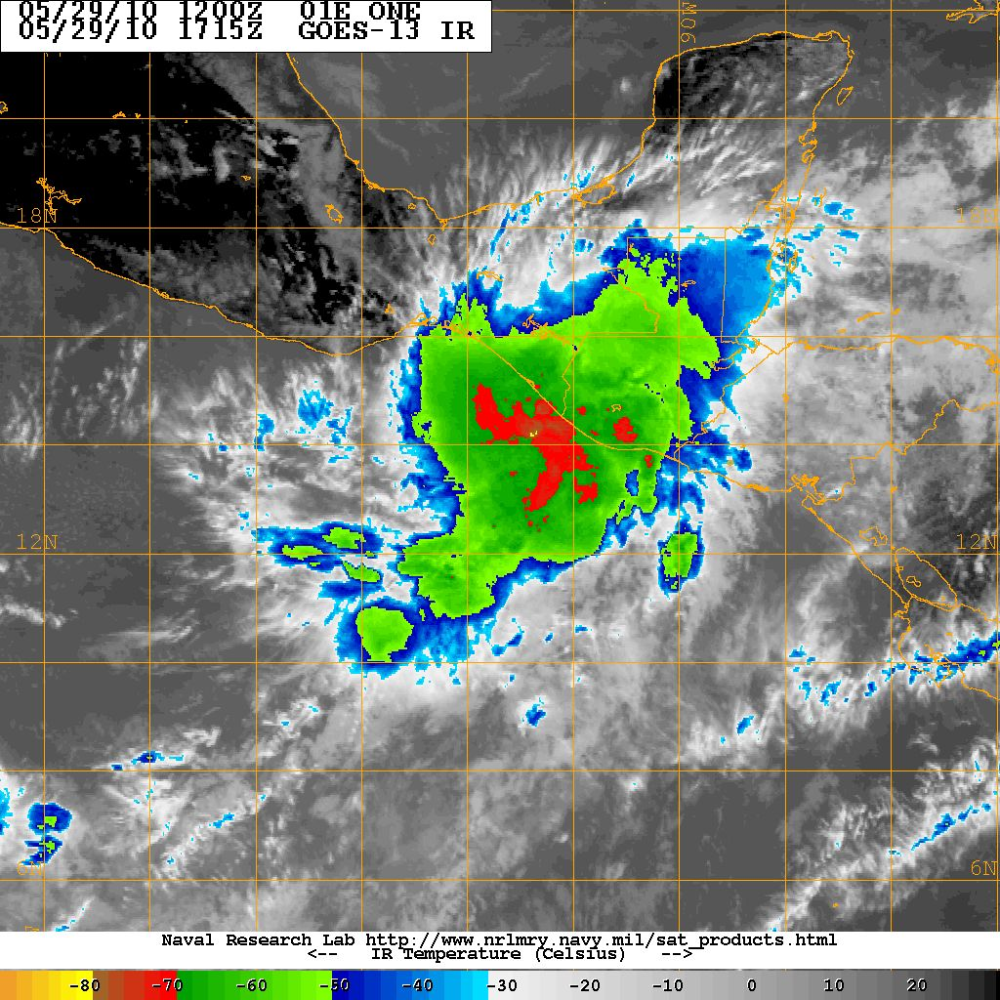 05/29/10 1200Z 01E ONE
05/29/10 1715Z GOES-13 IR
90W
18N 18N
12N 12N
6N 6N
Naval Research Lab http://www.nrlmry.navy.mil/sat_products.html
<-- IR Temperature (Celsius) -->
-80 -70 -60 -50 -40 -30 -20 -10 0 10 20